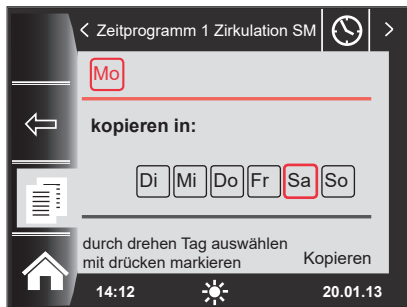 < Zeitprogramm 1 Zirkulation SM >
Mo
kopieren in:
Di Mi Do Fr Sa So
durch drehen Tag auswählen
mit drücken markieren Kopieren
14:12 20.01.13